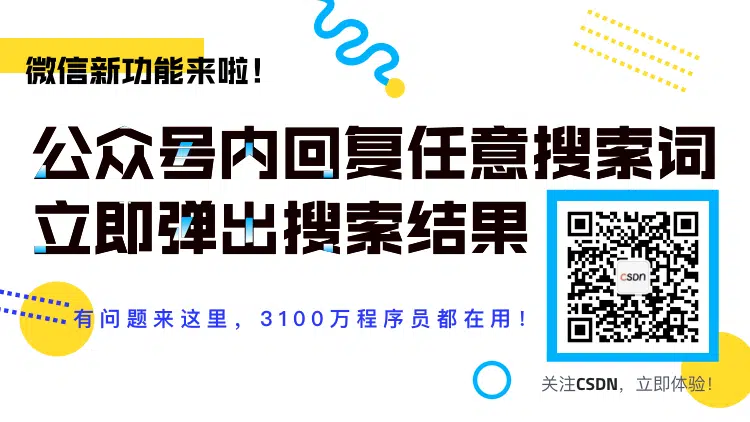 微信新功能来啦！
公众号内回复任意搜索词
立即弹出搜索结果
有问题来这里，3100万程序员都在用！
CSDN
关注CSDN，立即体验！